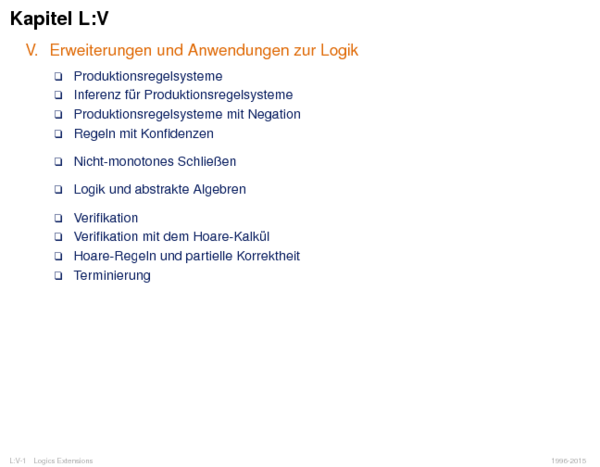 Kapitel L:V
V. Erweiterungen und Anwendungen zur Logik
❑ Produktionsregelsysteme
❑ Inferenz für Produktionsregelsysteme
❑ Produktionsregelsysteme mit Negation
❑ Regeln mit Konfidenzen
❑ Nicht-monotones Schließen
❑ Logik und abstrakte Algebren
❑ Verifikation
❑ Verifikation mit dem Hoare-Kalkül
❑ Hoare-Regeln und partielle Korrektheit
❑ Terminierung
L:V-1 Logics Extensions 1996-2015